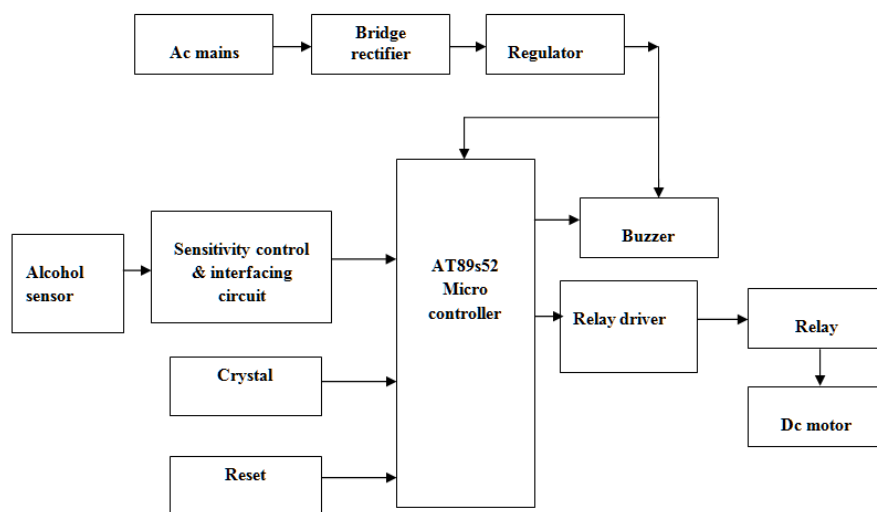 Ac mains
Bridge
rectifier
Regulator
Alcohol
sensor
Sensitivity control
& interfacing
circuit
AT89s52
Micro
controller
Buzzer
Relay driver
Relay
Crystal
Dc motor
Reset